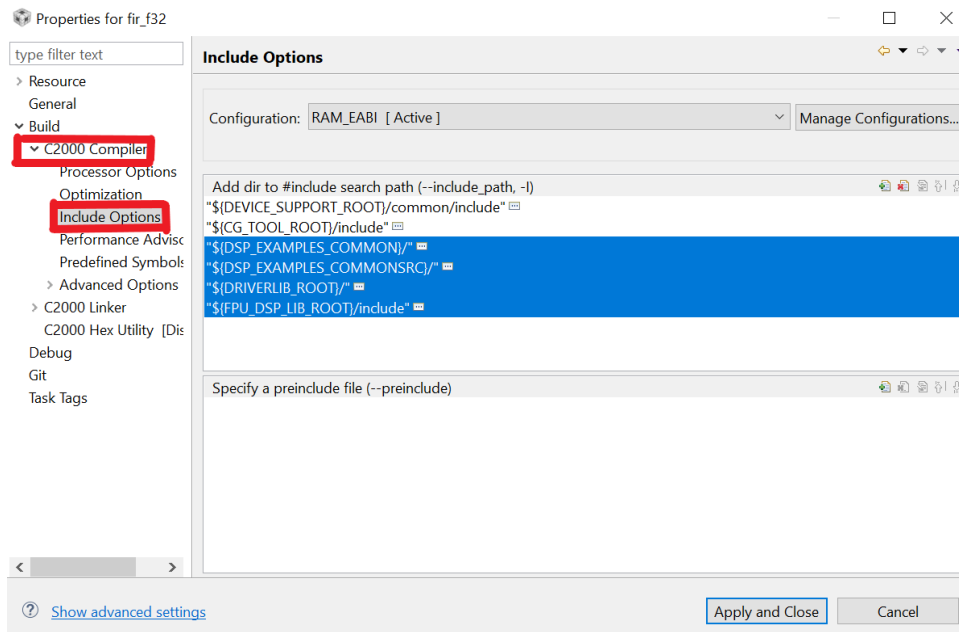 Properties for fir_f32
type filter text
Resource
General
Build
C2000 Compiler
Processor Options
Optimization
Include Options
Performance Adviso
Predefined Symbols
Advanced Options
C2000 Linker
C2000 Hex Utility [Dis
Debug
Git
Task Tags
Include Options
Configuration: RAM_EABI [ Active ]
Manage Configurations...
Add dir to #include search path (--include_path, -I)
"${DEVICE_SUPPORT_ROOT}/common/include"
"${CG_TOOL_ROOT}/include"
"${DSP_EXAMPLES_COMMON}/"
"${DSP_EXAMPLES_COMMONSRC}/"
"${DRIVERLIB_ROOT}/"
"${FPU_DSP_LIB_ROOT}/include"
Specify a preinclude file (--preinclude)
Show advanced settings
Apply and Close
Cancel